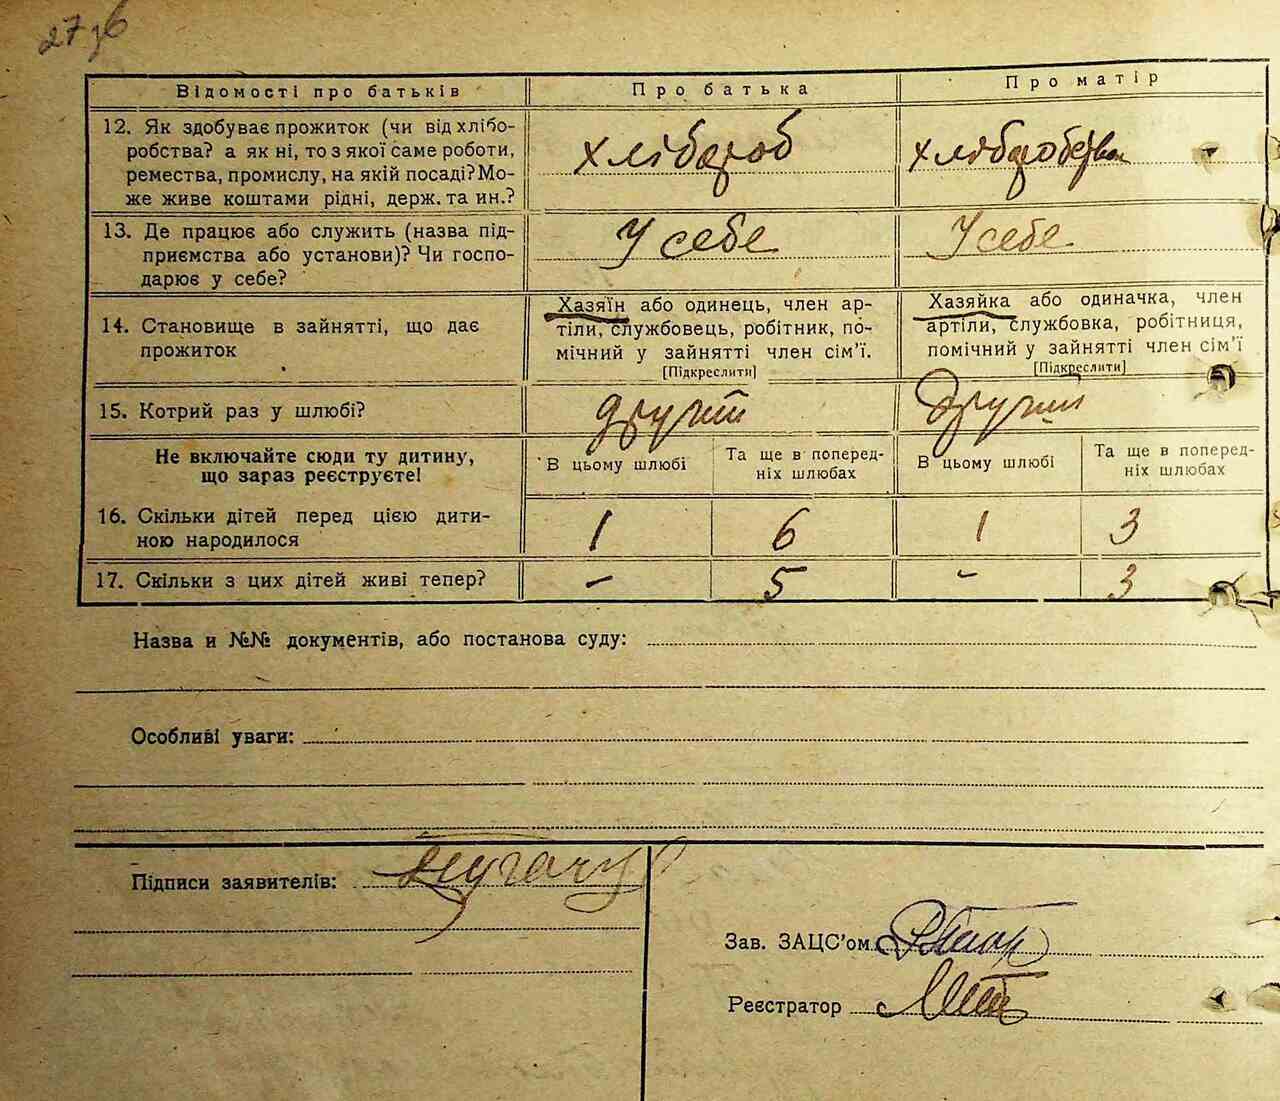 27 зб
Відомості про батьків
Про батька
Про матір
12. Як здобуває прожиток (чи від хлібо-
робства? а як ні, то з якої саме роботи,
ремества, промислу, на якій посаді? Мо-
же живе коштами рідні, держ. та ин.?
хлібороб
хлібороб
13. Де працює або служить (назва під-
приємства або установи)? Чи госпо-
дарює у себе?
У себе
У себе
14. Становище в зайнятті, що дає
прожиток
Хазяїн або одинець, член ар-
тіли, службовець, робітник, по-
мічний у зайнятті член сім'ї.
[Підкреслити]
Хазяйка або одиначка, член
артіли, службовка, робітниця,
помічний у зайнятті член сім'ї
[Підкреслити]
15. Котрий раз у шлюбі?
другий
другий
Не включайте сюди ту дитину,
що зараз реєструєте!
В цьому шлюбі
Та ще в поперед-
ніх шлюбах
В цьому шлюбі
Та ще в поперед-
ніх шлюбах
16. Скільки дітей перед цією дити-
ною народилося
1
6
1
3
17. Скільки з цих дітей живі тепер?
-
5
-
3
Назва и №№ документів, або постанова суду:
Особливі уваги:
Підписи заявителів:
Зав. ЗАЦС'ом
Реєстратор